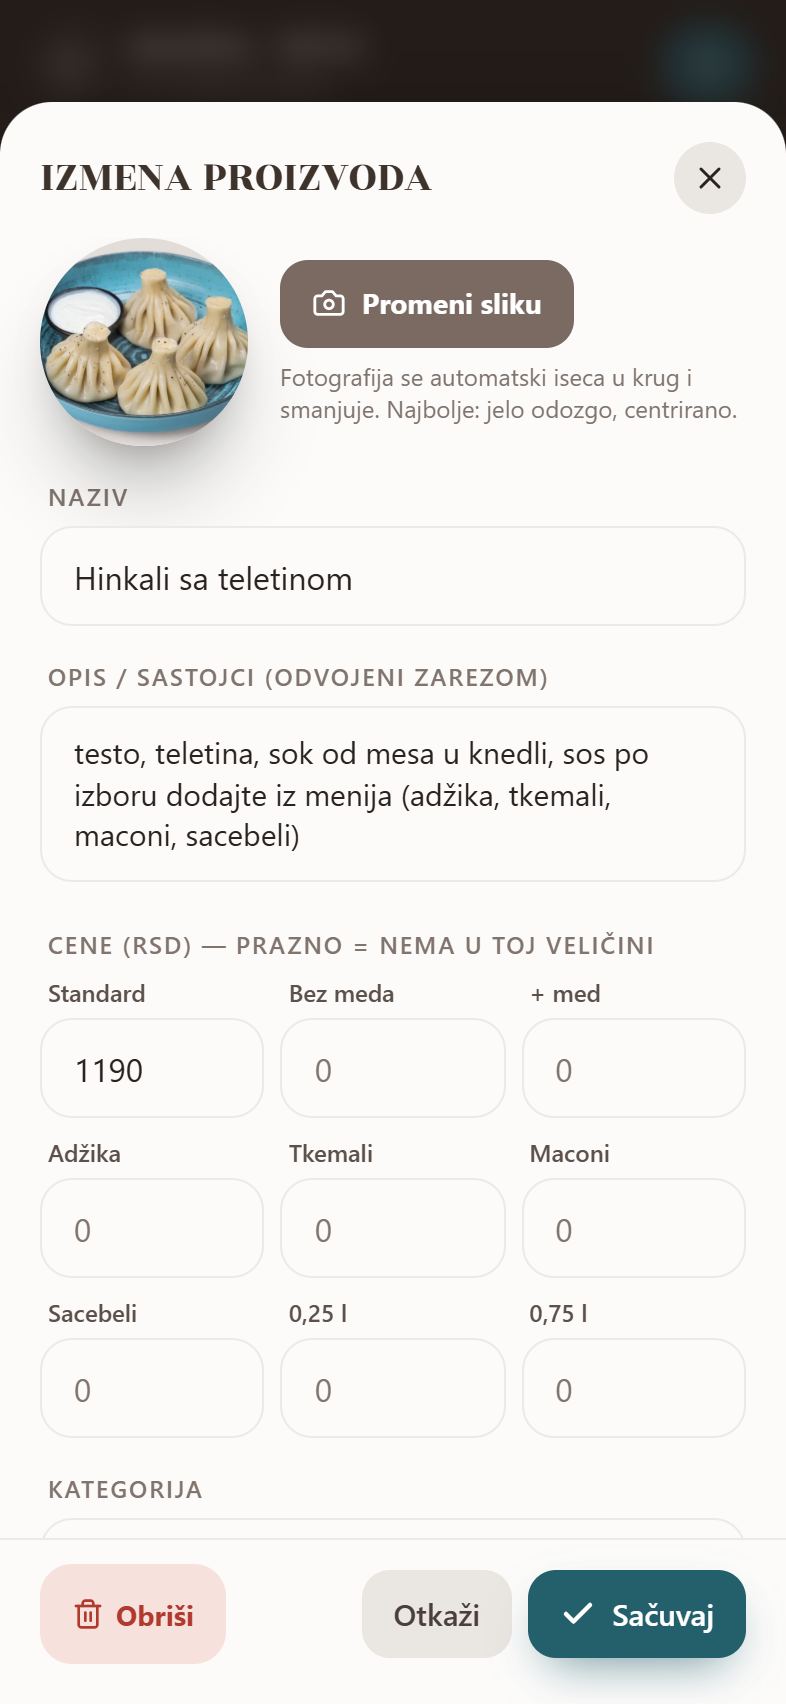 IZMENA PROIZVODA
Promeni sliku
Fotografija se automatski iseca u krug i
smanjuje. Najbolje: jelo odozgo, centrirano.
NAZIV
Hinkali sa teletinom
OPIS / SASTOJCI (ODVOJENI ZAREZOM)
testo, teletina, sok od mesa u knedli, sos po
izboru dodajte iz menija (adžika, tkemali,
maconi, sacebeli)
CENE (RSD) — PRAZNO = NEMA U TOJ VELIČINI
Standard Bez meda + med
1190 0 0
Adžika Tkemali Maconi
0 0 0
Sacebeli 0,25 l 0,75 l
0 0 0
KATEGORIJA
Obriši Otkaži Sačuvaj